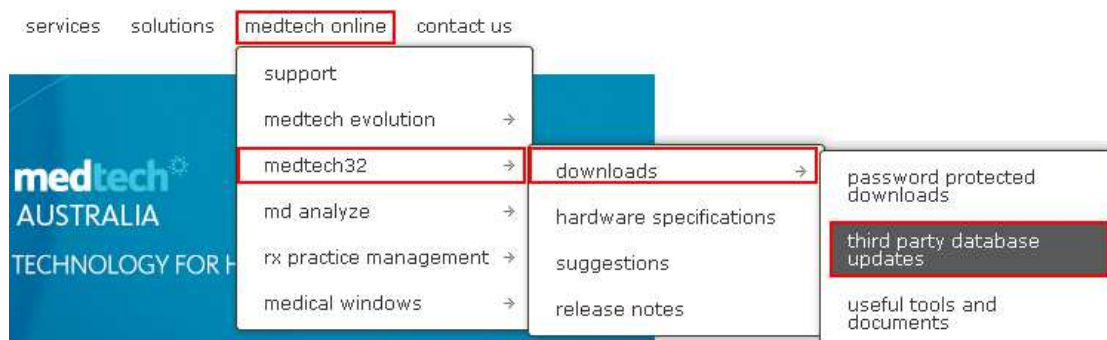 services solutions medtech online contact us
support
medtech evolution →
medtech32 →
md analyze →
rx practice management →
medical windows →
downloads →
hardware specifications
suggestions
release notes
password protected
downloads
third party database
updates
useful tools and
documents
medtech
AUSTRALIA
TECHNOLOGY FOR H